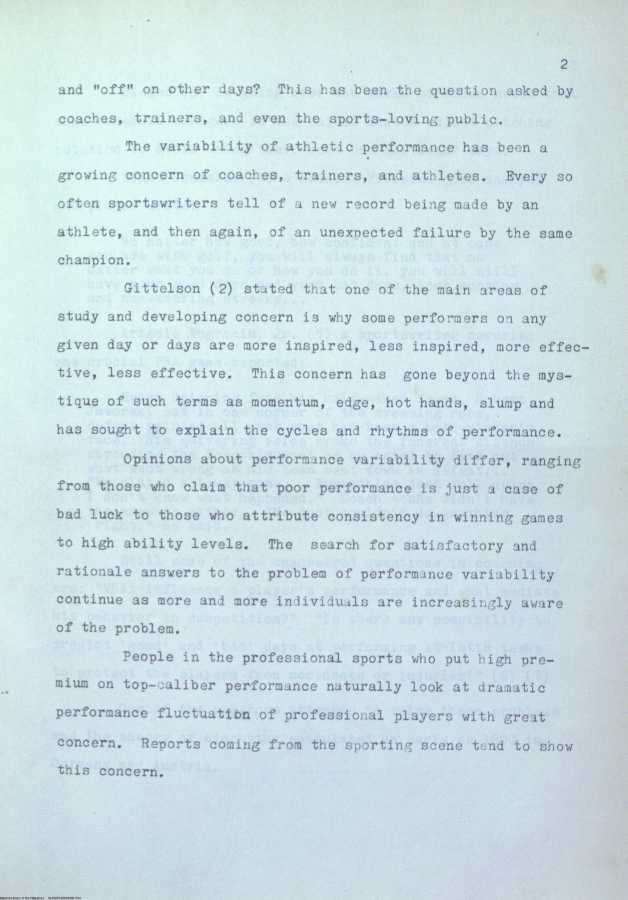 2
and "off" on other days? This has been the question asked by
coaches, trainers, and even the sports-loving public.
The variability of athletic performance has been a
growing concern of coaches, trainers, and athletes. Every so
often sportswriters tell of a new record being made by an
athlete, and then again, of an unexpected failure by the same
champion.
Gittelson (2) stated that one of the main areas of
study and developing concern is why some performers on any
given day or days are more inspired, less inspired, more effec-
tive, less effective. This concern has gone beyond the mys-
tique of such terms as momentum, edge, hot hands, slump and
has sought to explain the cycles and rhythms of performance.
Opinions about performance variability differ, ranging
from those who claim that poor performance is just a case of
bad luck to those who attribute consistency in winning games
to high ability levels. The search for satisfactory and
rationale answers to the problem of performance variability
continue as more and more individuals are increasingly aware
of the problem.
People in the professional sports who put high pre-
mium on top-caliber performance naturally look at dramatic
performance fluctuation of professional players with great
concern. Reports coming from the sporting scene tend to show
this concern.